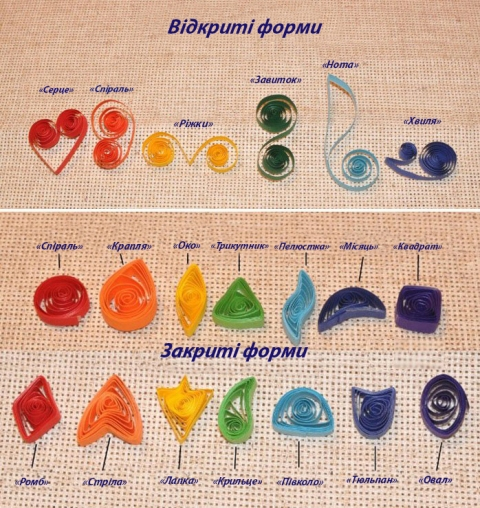 Відкриті форми
«Серце» «Спіраль» «Ріжки» «Завиток» «Нота» «Хвиля»
«Спіраль» «Крапля» «Око» «Трикутник» «Пелюстка» «Місяць» «Квадрат»
Закриті форми
«Ромб» «Стріла» «Лапка» «Крильце» «Півколо» «Тюльпан» «Овал»